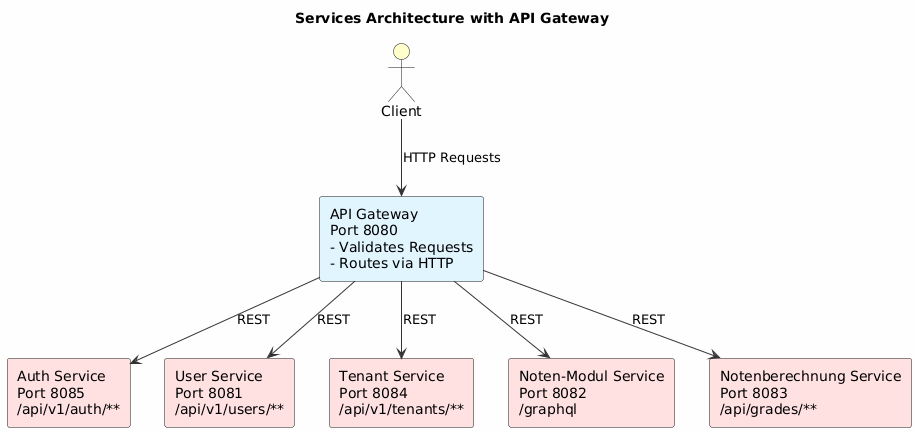 Services Architecture with API Gateway
Client
HTTP Requests
API Gateway
Port 8080
- Validates Requests
- Routes via HTTP
REST
REST
REST
REST
REST
Auth Service
Port 8085
/api/v1/auth/**
User Service
Port 8081
/api/v1/users/**
Tenant Service
Port 8084
/api/v1/tenants/**
Noten-Modul Service
Port 8082
/graphql
Notenberechnung Service
Port 8083
/api/grades/**